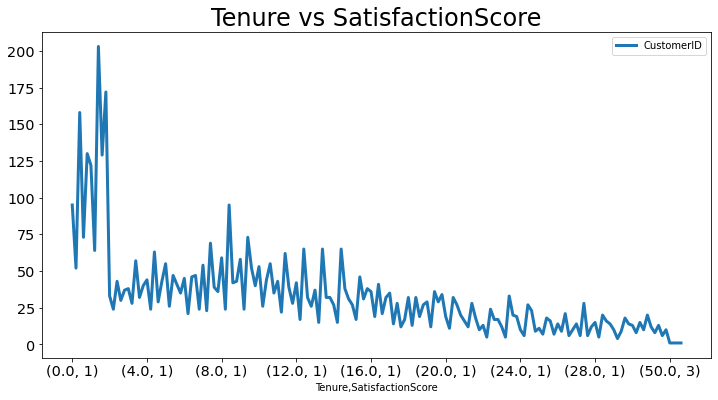 Tenure vs SatisfactionScore
CustomerID
200
175
150
125
100
75
50
25
0
(0.0, 1) (4.0, 1) (8.0, 1) (12.0, 1) (16.0, 1) (20.0, 1) (24.0, 1) (28.0, 1) (50.0, 3)
Tenure,SatisfactionScore